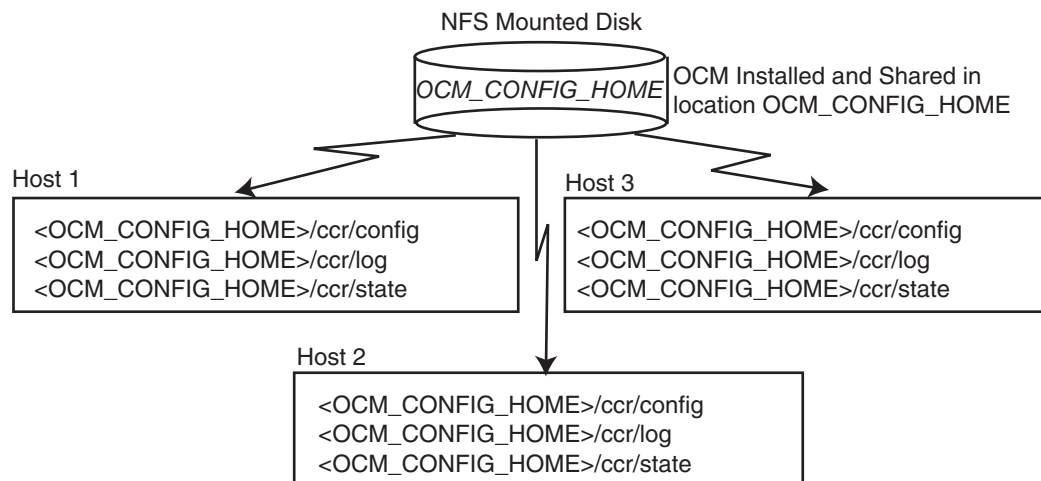 NFS Mounted Disk
OCM_CONFIG_HOME
OCM Installed and Shared in
location OCM_CONFIG_HOME
Host 1
<OCM_CONFIG_HOME>/ccr/config
<OCM_CONFIG_HOME>/ccr/log
<OCM_CONFIG_HOME>/ccr/state
Host 3
<OCM_CONFIG_HOME>/ccr/config
<OCM_CONFIG_HOME>/ccr/log
<OCM_CONFIG_HOME>/ccr/state
Host 2
<OCM_CONFIG_HOME>/ccr/config
<OCM_CONFIG_HOME>/ccr/log
<OCM_CONFIG_HOME>/ccr/state